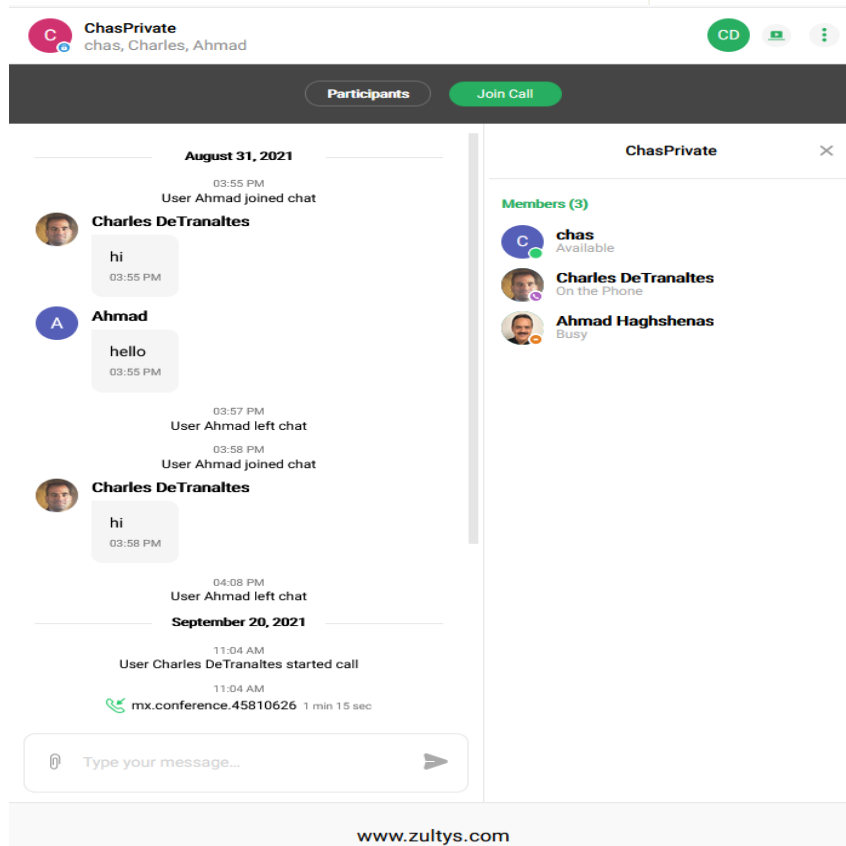 C
ChasPrivate
chas, Charles, Ahmad
CD
Participants
Join Call
August 31, 2021
03:55 PM
User Ahmad joined chat
Charles DeTranaltes
hi
03:55 PM
A
Ahmad
hello
03:55 PM
03:57 PM
User Ahmad left chat
03:58 PM
User Ahmad joined chat
Charles DeTranaltes
hi
03:58 PM
04:08 PM
User Ahmad left chat
September 20, 2021
11:04 AM
User Charles DeTranaltes started call
11:04 AM
mx.conference.45810626 1 min 15 sec
Type your message...
ChasPrivate
Members (3)
C
chas
Available
Charles DeTranaltes
On the Phone
Ahmad Haghshenas
Busy
www.zultys.com